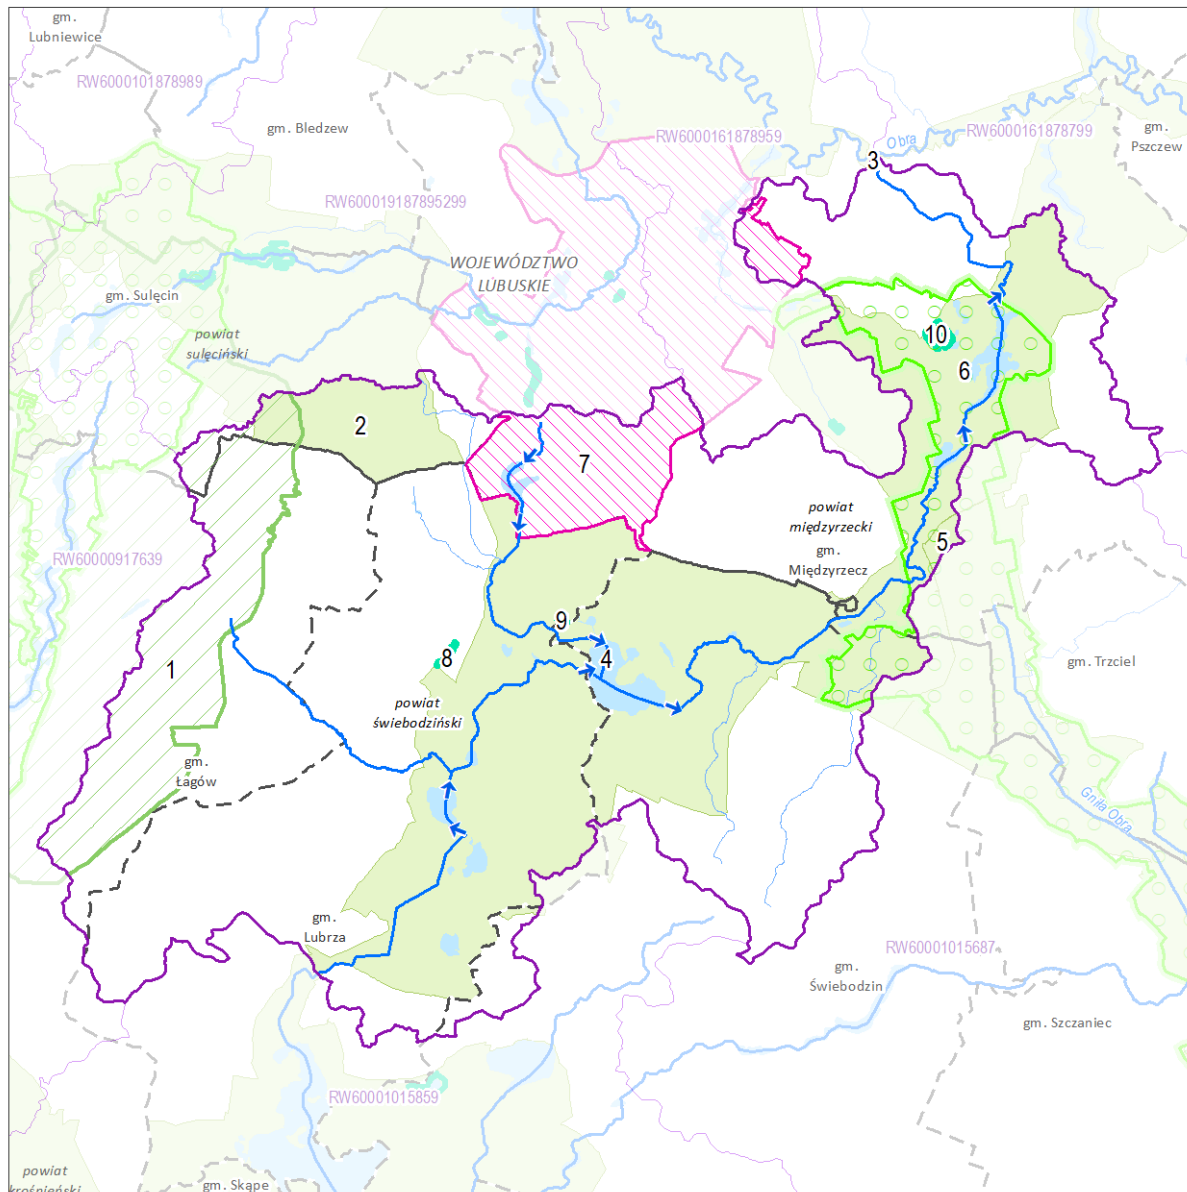 gm.
Lubniewice
RW6000101878989
gm. Bledzew
RW6000161878959
Obra
RW6000161878799
gm.
Pszczew
3
RW600019187895299
WOJEWÓDZTWO
LUBUSKIE
gm. Sulęcin
powiat
sulęciński
10
6
2
7
powiat
międzyrzecki
gm.
Międzyrzecz
5
RW60000917639
9
1
8
4
gm. Trzciel
powiat
świebodziński
gm.
Łagów
Gniła Obra
gm.
Lubrza
RW60001015687
gm.
Świebodzin
gm. Szczaniec
RW60001015859
powiat
krośnieński
gm. Skąpe